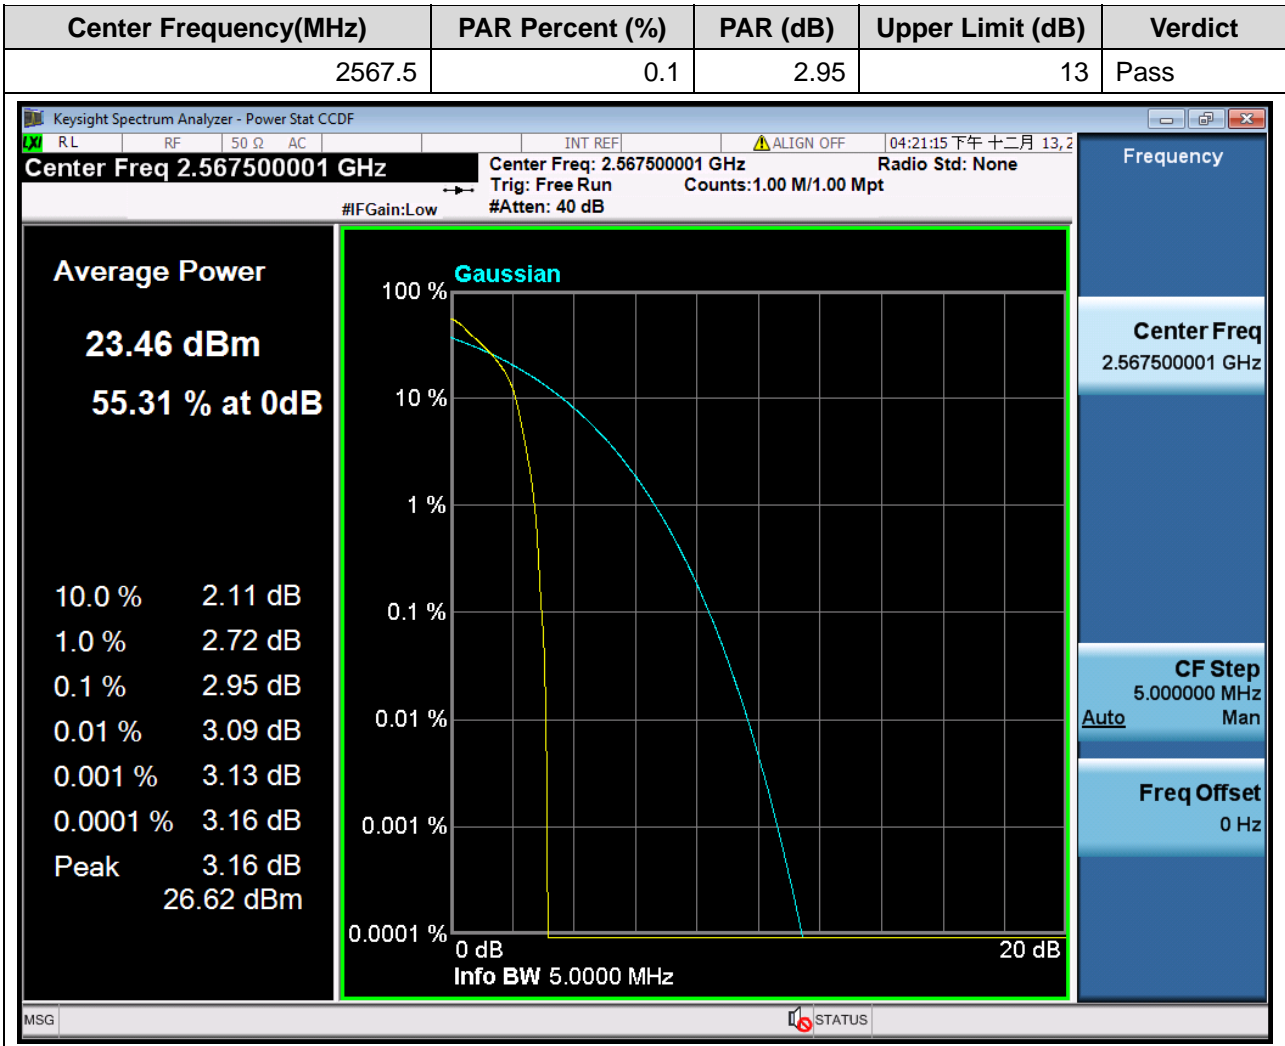 Center Frequency(MHz) PAR Percent (%) PAR (dB) Upper Limit (dB) Verdict
2567.5 0.1 2.95 13 Pass
Keysight Spectrum Analyzer - Power Stat CCDF
LXI RL RF 50 Ω AC INT REF ALIGN OFF 04:21:15 下午 十二月 13, 2
Center Freq 2.567500001 GHz
Center Freq: 2.567500001 GHz Radio Std: None
Trig: Free Run Counts:1.00 M/1.00 Mpt
#IFGain:Low #Atten: 40 dB
Average Power
23.46 dBm
55.31 % at 0dB
10.0 % 2.11 dB
1.0 % 2.72 dB
0.1 % 2.95 dB
0.01 % 3.09 dB
0.001 % 3.13 dB
0.0001 % 3.16 dB
Peak 3.16 dB
26.62 dBm
Gaussian
100 %
10 %
1 %
0.1 %
0.01 %
0.001 %
0.0001 %
0 dB 20 dB
Info BW 5.0000 MHz
Frequency
Center Freq
2.567500001 GHz
CF Step
5.000000 MHz
Auto Man
Freq Offset
0 Hz
MSG STATUS